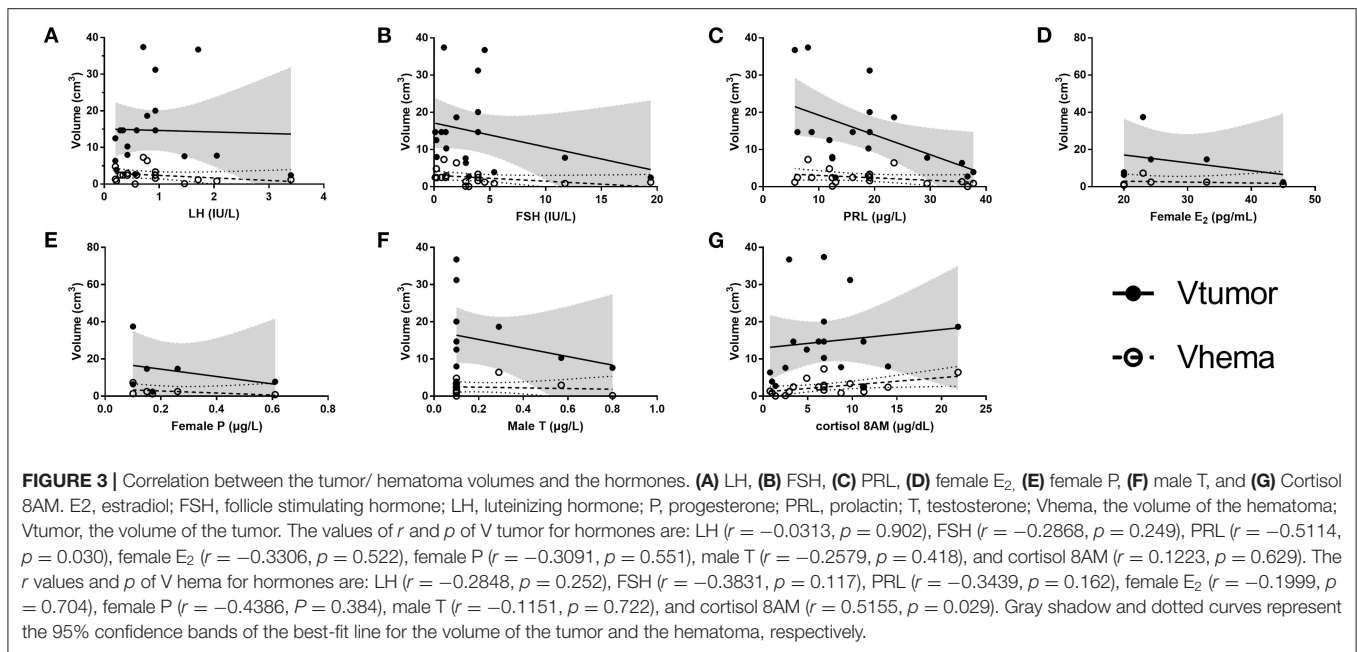 A
Volume (cm³)
40
30
20
10
0
0 1 2 3 4
LH (IU/L)
B
Volume (cm³)
40
30
20
10
0
0 5 10 15 20
FSH (IU/L)
C
Volume (cm³)
40
30
20
10
0
0 10 20 30 40
PRL (µg/L)
D
Volume (cm³)
80
60
40
20
0
20 30 40 50
Female E₂ (pg/mL)
E
Volume (cm³)
80
60
40
20
0
0.0 0.2 0.4 0.6 0.8
Female P (µg/L)
F
Volume (cm³)
40
30
20
10
0
0.0 0.2 0.4 0.6 0.8 1.0
Male T (µg/L)
G
Volume (cm³)
40
30
20
10
0
0 5 10 15 20 25
cortisol 8AM (µg/dL)
Vtumor
Vhema
FIGURE 3 | Correlation between the tumor/ hematoma volumes and the hormones. (A) LH, (B) FSH, (C) PRL, (D) female E₂, (E) female P, (F) male T, and (G) Cortisol
8AM. E2, estradiol; FSH, follicle stimulating hormone; LH, luteinizing hormone; P, progesterone; PRL, prolactin; T, testosterone; Vhema, the volume of the hematoma;
Vtumor, the volume of the tumor. The values of r and p of V tumor for hormones are: LH (r = −0.0313, p = 0.902), FSH (r = −0.2868, p = 0.249), PRL (r = −0.5114,
p = 0.030), female E₂ (r = −0.3306, p = 0.522), female P (r = −0.3091, p = 0.551), male T (r = −0.2579, p = 0.418), and cortisol 8AM (r = 0.1223, p = 0.629). The
r values and p of V hema for hormones are: LH (r = −0.2848, p = 0.252), FSH (r = −0.3831, p = 0.117), PRL (r = −0.3439, p = 0.162), female E₂ (r = −0.1999, p
= 0.704), female P (r = −0.4386, P = 0.384), male T (r = −0.1151, p = 0.722), and cortisol 8AM (r = 0.5155, p = 0.029). Gray shadow and dotted curves represent
the 95% confidence bands of the best-fit line for the volume of the tumor and the hematoma, respectively.